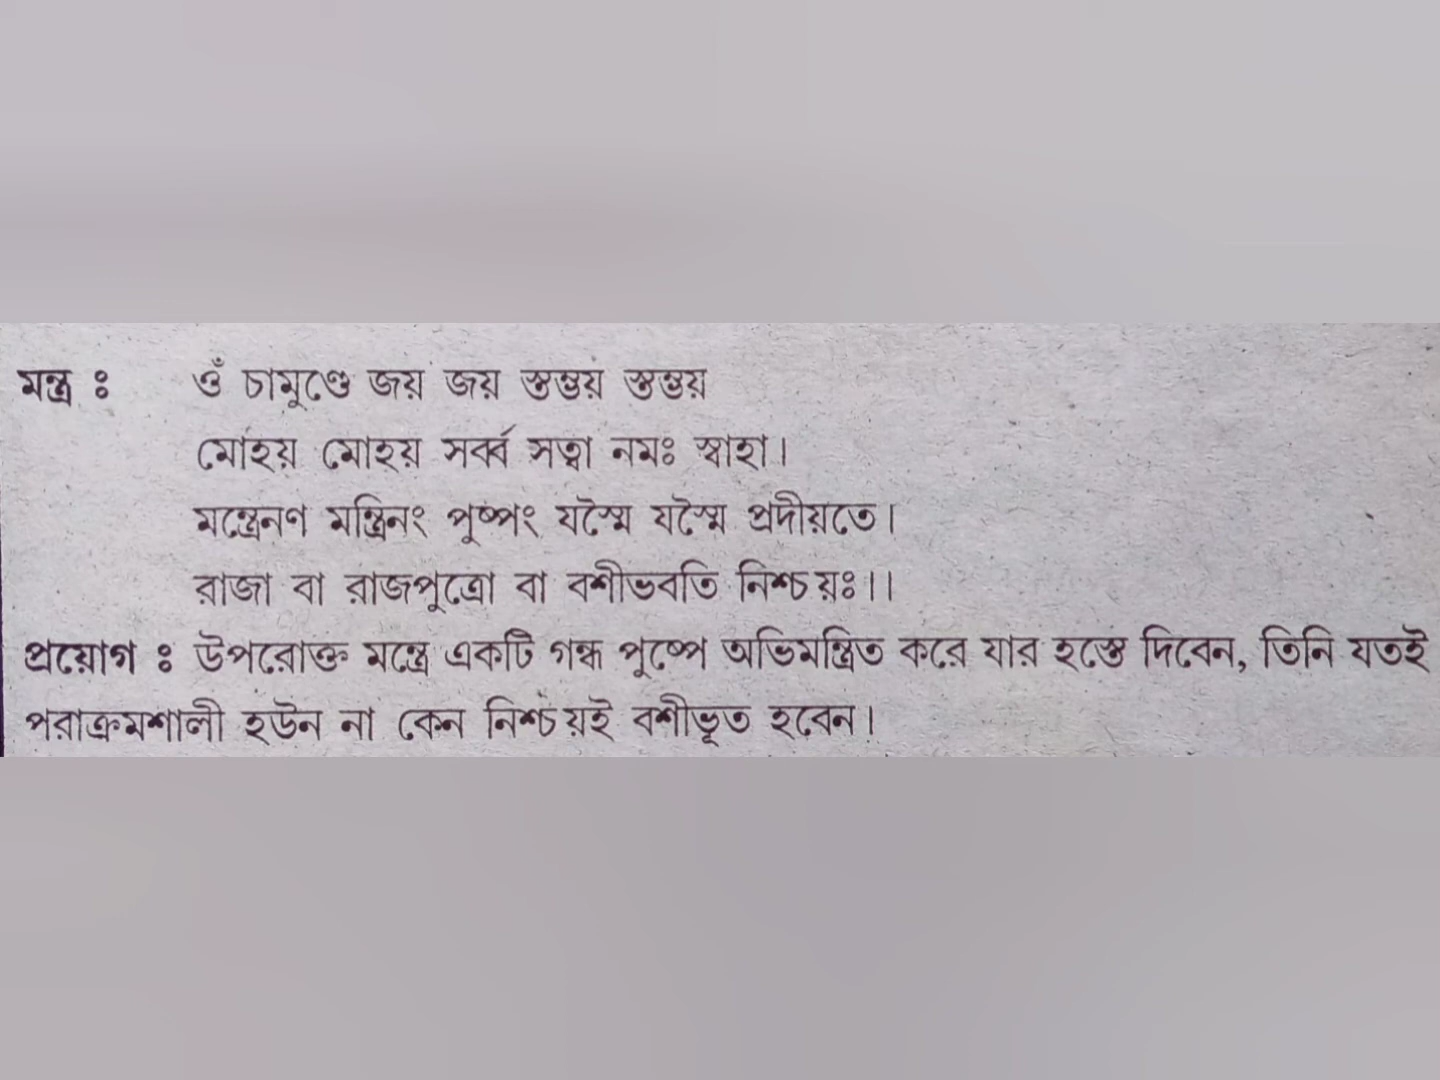 মন্ত্র ঃ ওঁ চামুণ্ডে জয় জয় স্তম্ভয় স্তম্ভয়
মোহয় মোহয় সর্ব্ব সত্বা নমঃ স্বাহা।
মন্ত্রেনণ মন্ত্রিনং পুষ্পং যস্মৈ যস্মৈ প্রদীয়তে।
রাজা বা রাজপুত্রো বা বশীভবতি নিশ্চয়ঃ।।
প্রয়োগ ঃ উপরোক্ত মন্ত্রে একটি গন্ধ পুষ্পে অভিমন্ত্রিত করে যার হস্তে দিবেন, তিনি যতই
পরাক্রমশালী হউন না কেন নিশ্চয়ই বশীভূত হবেন।